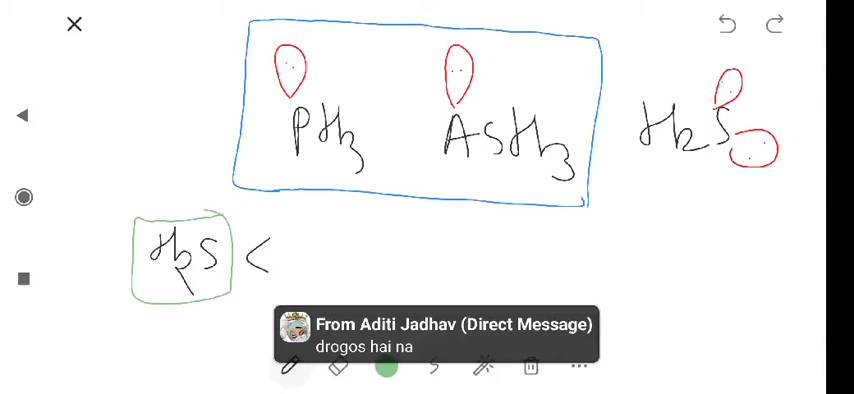 PH3 AsH3 H2S
H2S <
From Aditi Jadhav (Direct Message)
drogos hai na